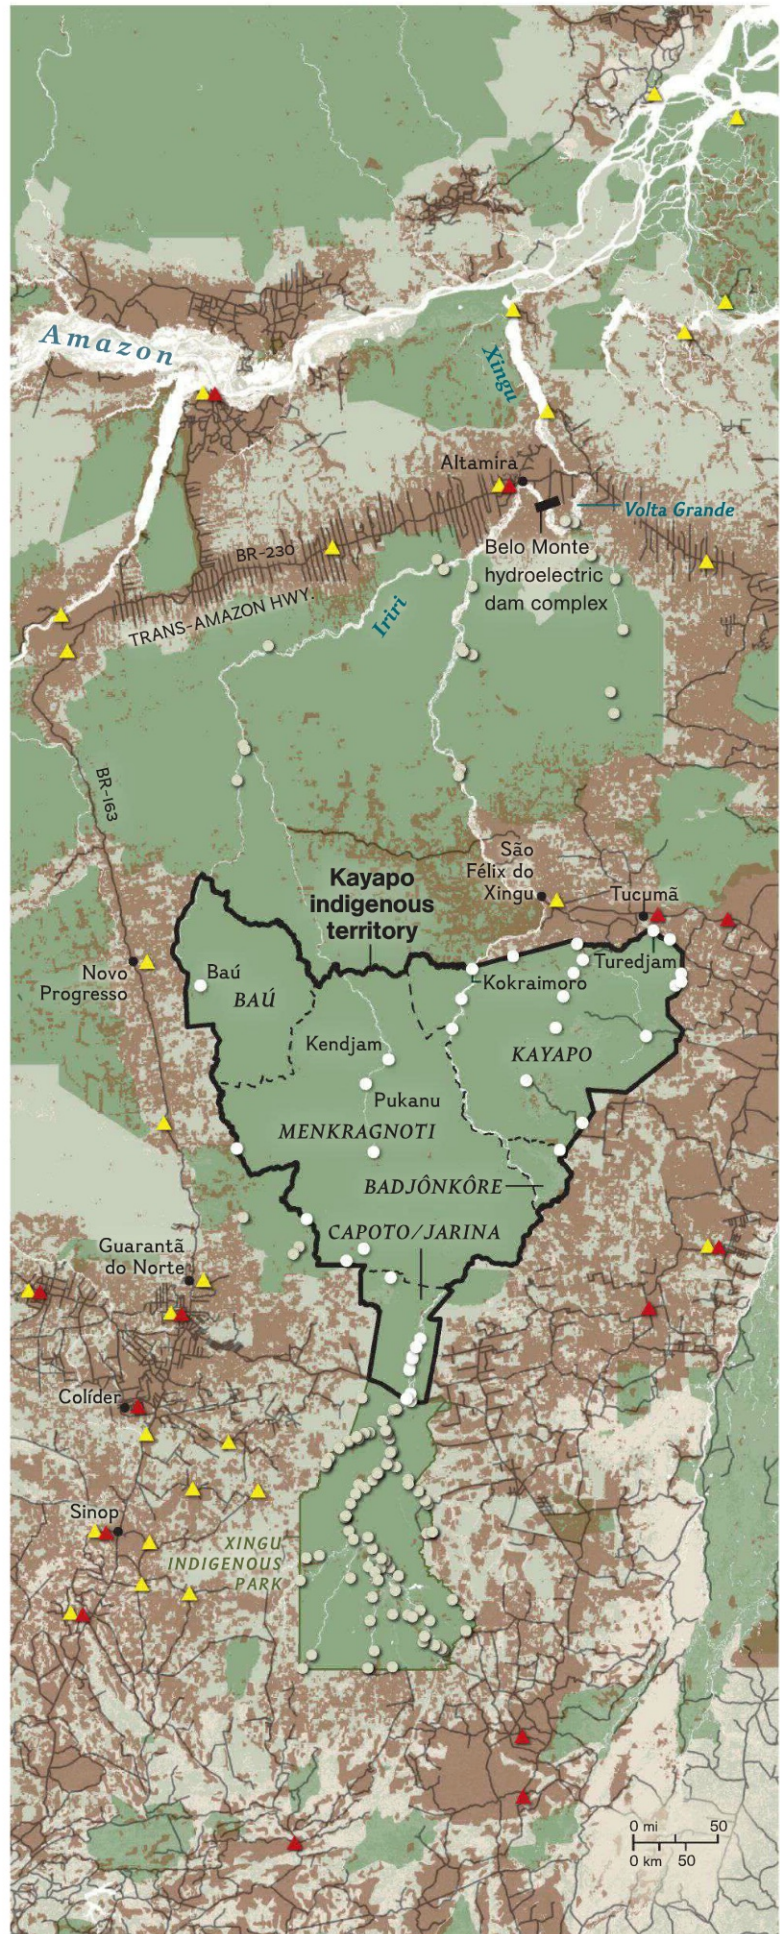 Amazon
Xingu
Altamira
Volta Grande
BR-230
Belo Monte
hydroelectric
dam complex
TRANS-AMAZON HWY.
Iriri
BR-163
São
Félix do
Xingu
Tucumã
Kayapo
indigenous
territory
Novo
Progresso
Baú
BAÚ
Turedjam
Kokraimoro
Kendjam
KAYAPO
Pukanu
MENKRAGNOTI
BADJÔNKÔRE
CAPOTO/JARINA
Guarantã
do Norte
Colíder
Sinop
XINGU
INDIGENOUS
PARK
0 mi 50
0 km 50